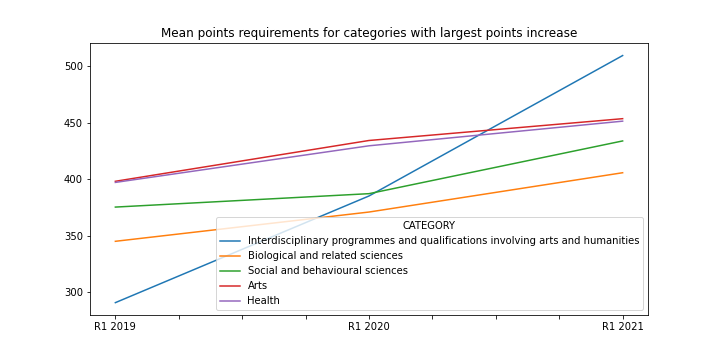 Mean points requirements for categories with largest points increase
500
450
400
350
300
CATEGORY
Interdisciplinary programmes and qualifications involving arts and humanities
Biological and related sciences
Social and behavioural sciences
Arts
Health
R1 2019
R1 2020
R1 2021